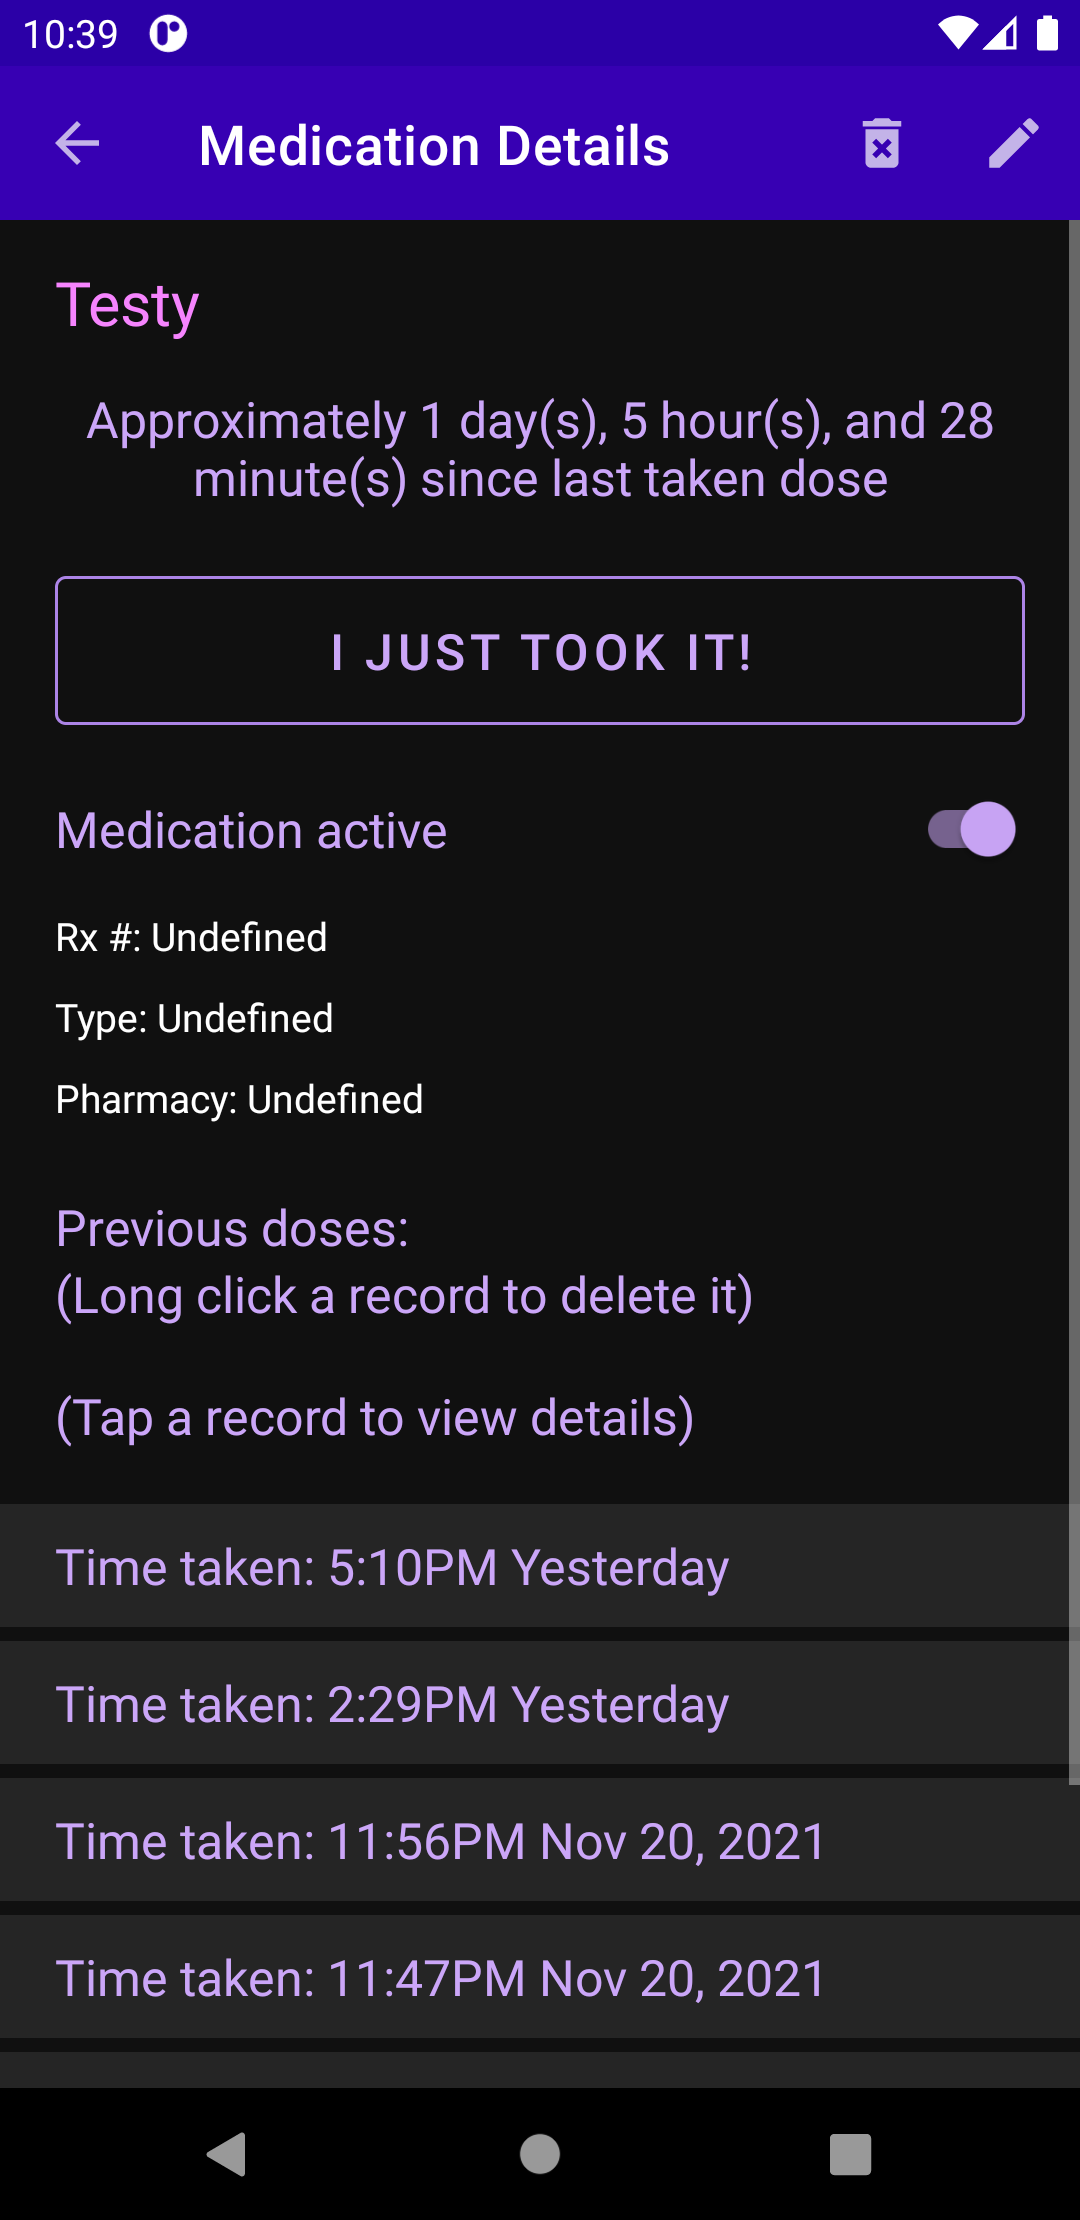 10:39
Medication Details
Testy
Approximately 1 day(s), 5 hour(s), and 28
minute(s) since last taken dose
I JUST TOOK IT!
Medication active
Rx #: Undefined
Type: Undefined
Pharmacy: Undefined
Previous doses:
(Long click a record to delete it)
(Tap a record to view details)
Time taken: 5:10PM Yesterday
Time taken: 2:29PM Yesterday
Time taken: 11:56PM Nov 20, 2021
Time taken: 11:47PM Nov 20, 2021